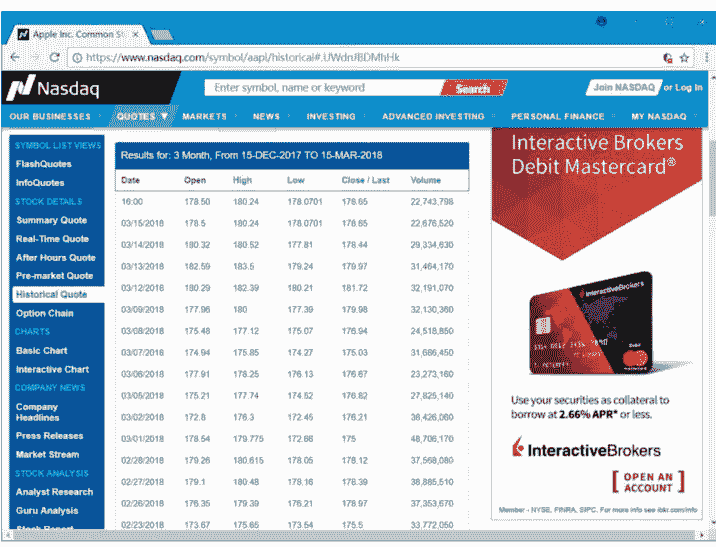 Apple Inc. Common St
https://www.nasdaq.com/symbol/aapl/historical#.UWdnJBDMhHk
Nasdaq
Enter symbol, name or keyword
Search
Join NASDAQ or Log In
OUR BUSINESSES QUOTES ▼ MARKETS NEWS INVESTING ADVANCED INVESTING PERSONAL FINANCE MY NASDAQ
SYMBOL LIST VIEWS
FlashQuotes
InfoQuotes
STOCK DETAILS
Summary Quote
Real-Time Quote
After Hours Quote
Pre-market Quote
Historical Quote
Option Chain
CHARTS
Basic Chart
Interactive Chart
COMPANY NEWS
Company
Headlines
Press Releases
Market Stream
STOCK ANALYSIS
Analyst Research
Guru Analysis
Stock Report
Results for: 3 Month, From 15-DEC-2017 TO 15-MAR-2018
Date Open High Low Close / Last Volume
16:00 178.50 180.24 178.0701 178.65 22,743,798
03/15/2018 178.5 180.24 178.0701 178.65 22,676,520
03/14/2018 180.32 180.52 177.81 178.44 29,334,630
03/13/2018 182.59 183.5 179.24 179.97 31,464,170
03/12/2018 180.29 182.39 180.21 181.72 32,191,070
03/09/2018 177.96 180 177.39 179.98 32,130,360
03/08/2018 175.48 177.12 175.07 176.94 24,518,850
03/07/2018 174.94 175.85 174.27 175.03 31,686,450
03/06/2018 177.91 178.25 176.13 176.67 23,273,160
03/05/2018 175.21 177.74 174.52 176.82 27,825,140
03/02/2018 172.8 176.3 172.45 176.21 38,426,060
03/01/2018 178.54 179.775 172.66 175 48,706,170
02/28/2018 179.26 180.615 178.05 178.12 37,568,080
02/27/2018 179.1 180.48 178.16 178.39 38,885,510
02/26/2018 176.35 179.39 176.21 178.97 37,353,670
02/23/2018 173.67 175.65 173.54 175.5 33,772,050
Interactive Brokers
Debit Mastercard®
InteractiveBrokers
Debit
Use your securities as collateral to
borrow at 2.66% APR* or less.
InteractiveBrokers
[ OPEN AN
ACCOUNT ]
Member - NYSE, FINRA, SIPC. For more info see ibkr.com/info